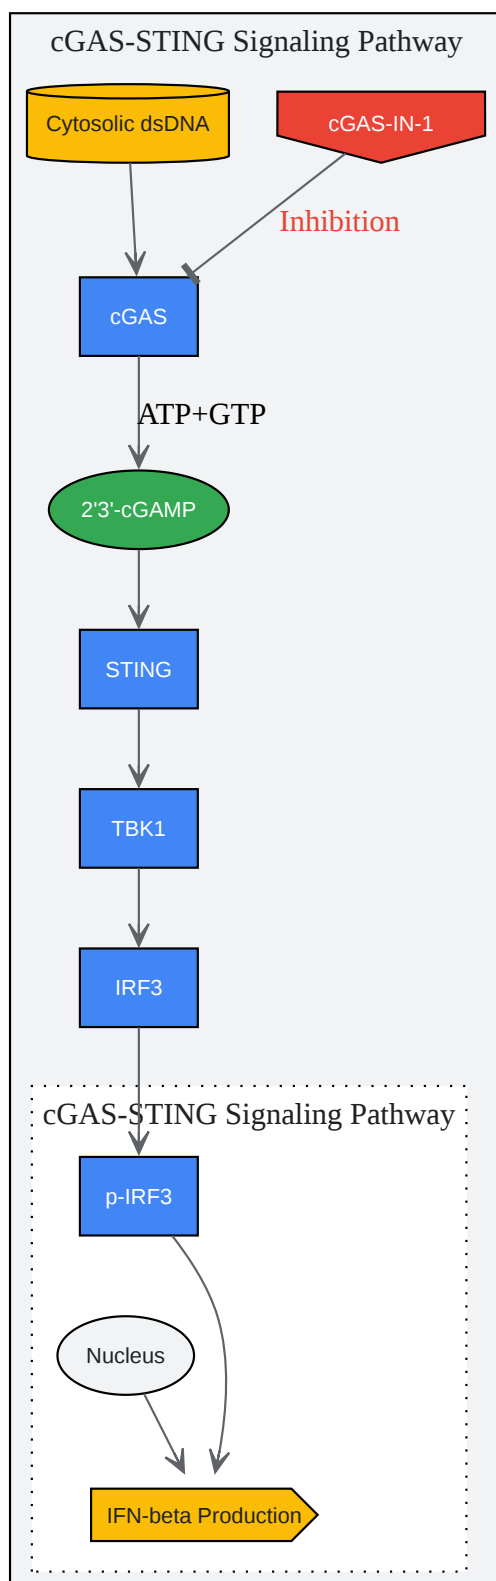 cGAS-STING Signaling Pathway
Cytosolic dsDNA
cGAS-IN-1
Inhibition
cGAS
ATP+GTP
2'3'-cGAMP
STING
TBK1
IRF3
cGAS-STING Signaling Pathway
p-IRF3
Nucleus
IFN-beta Production